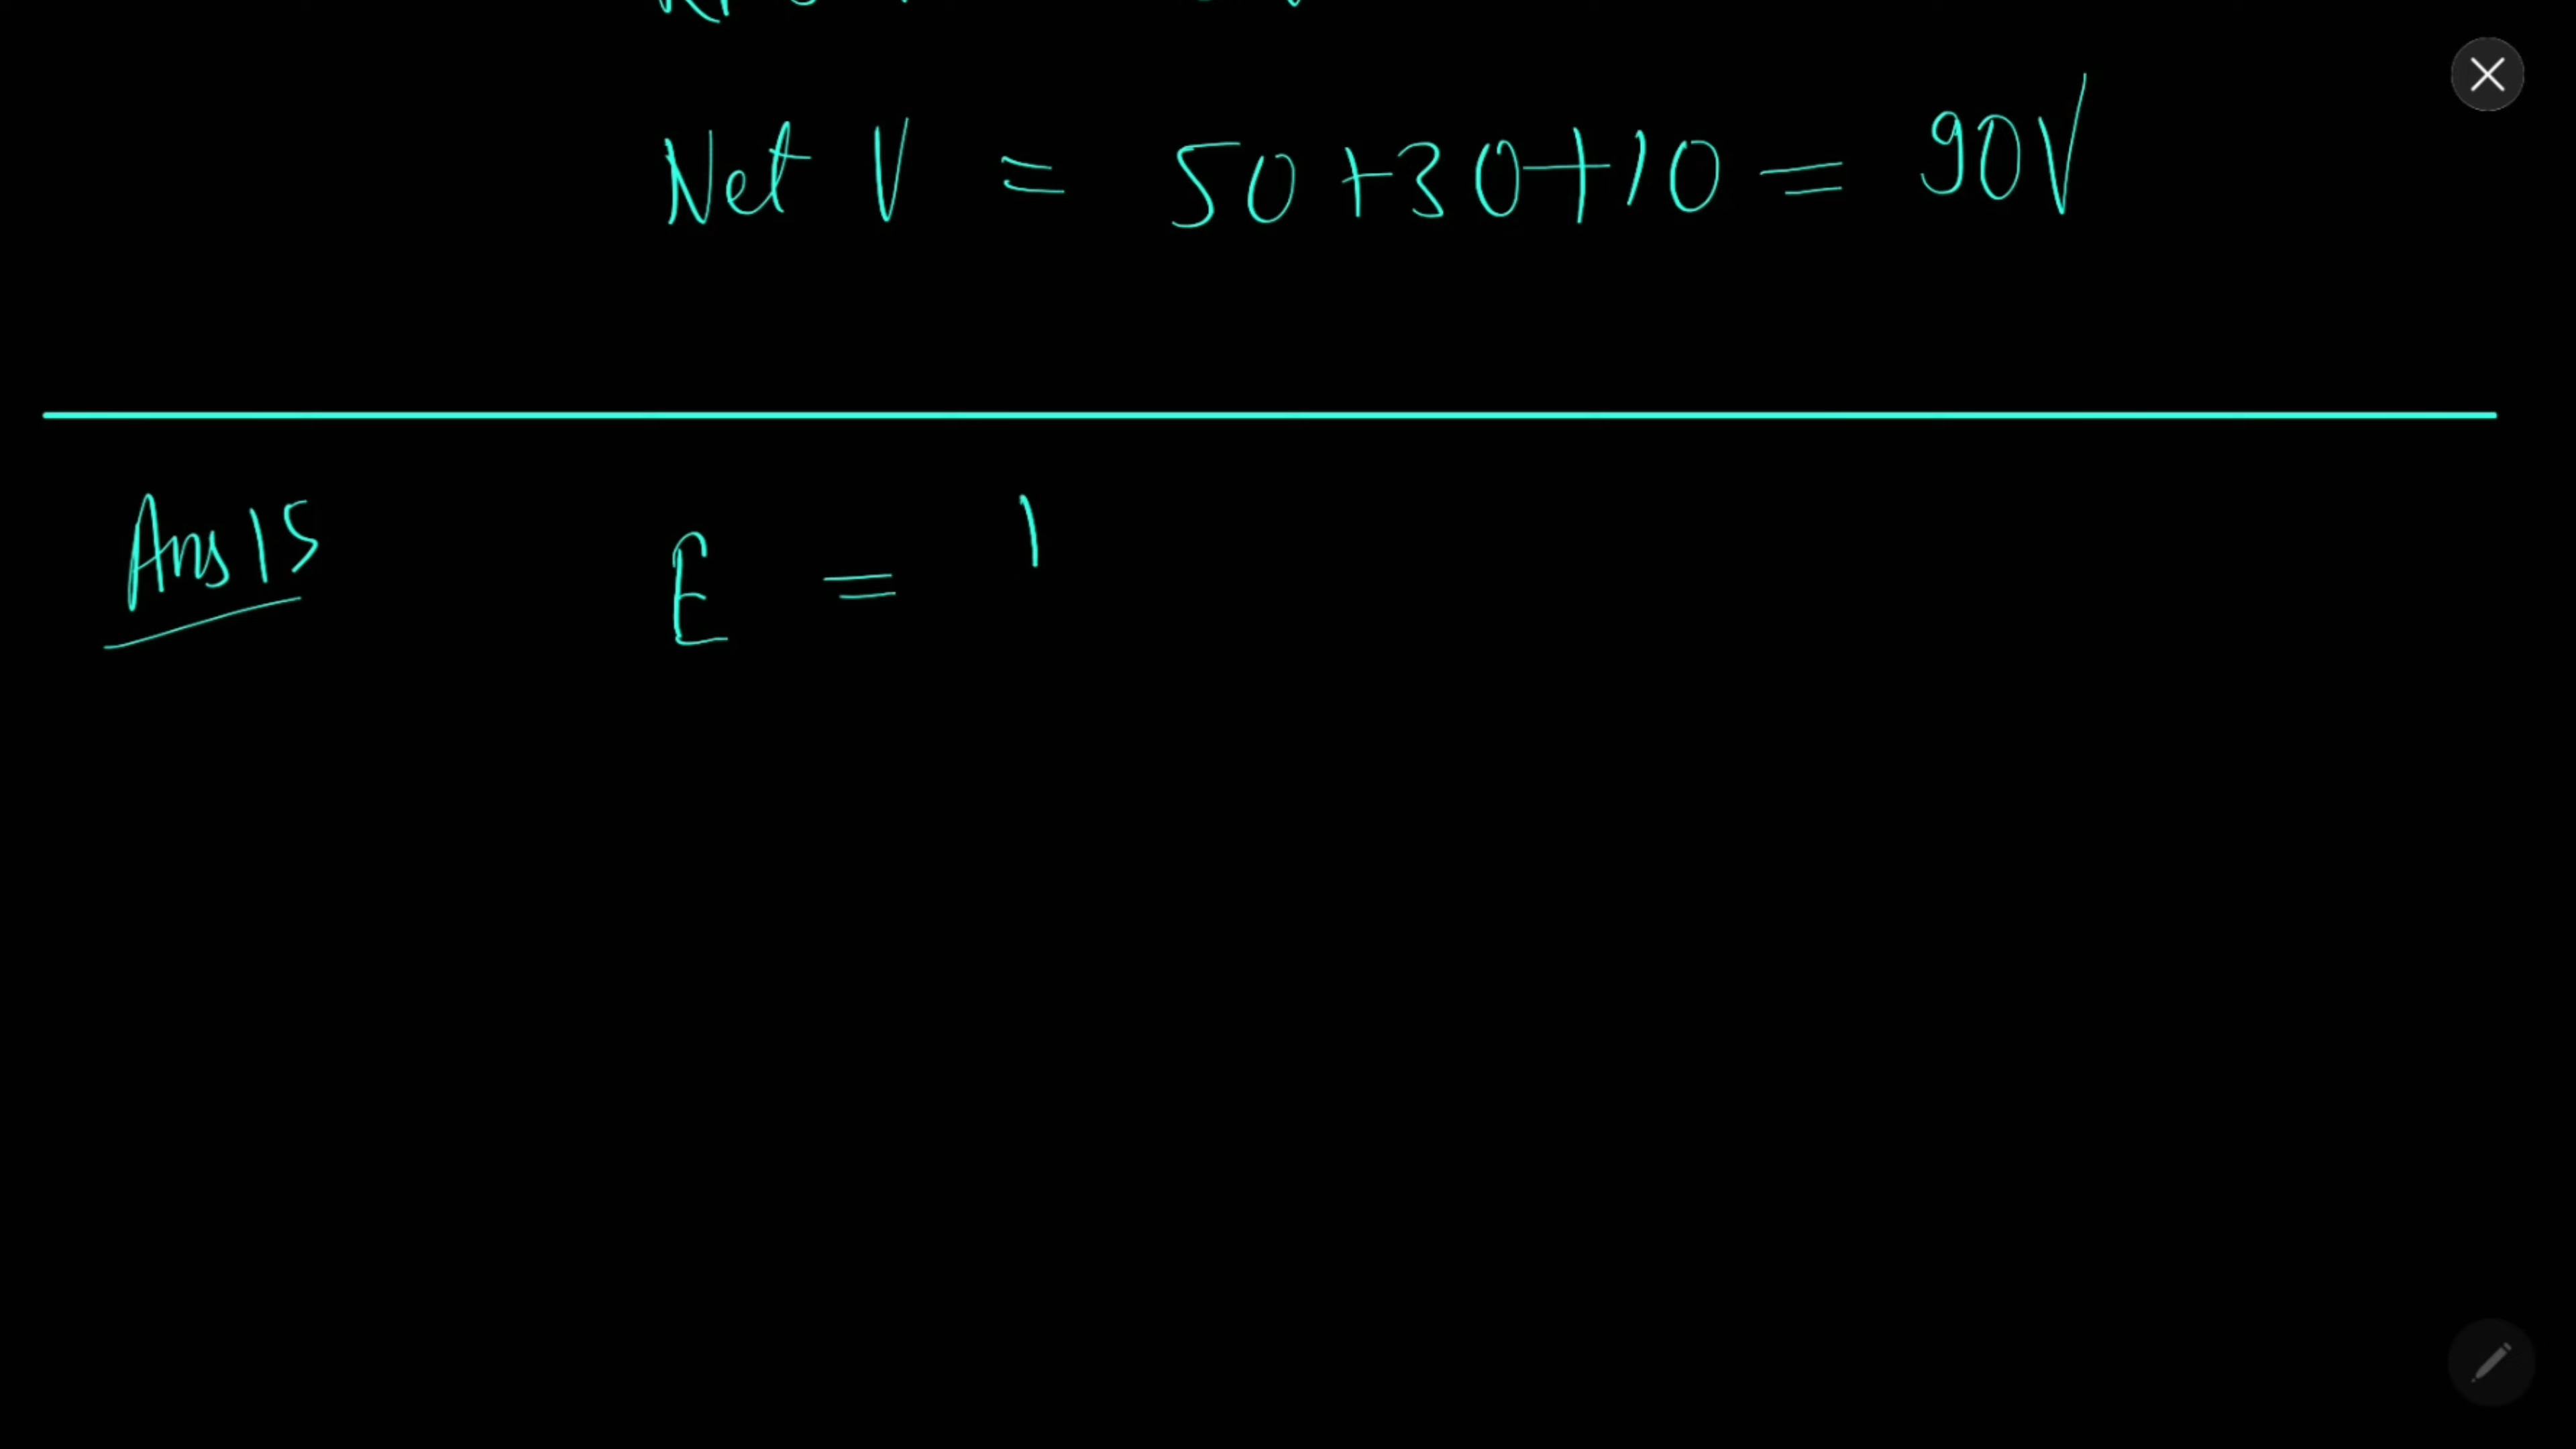 Net V = 50+30+10 = 90V
Ans 15 E = 1